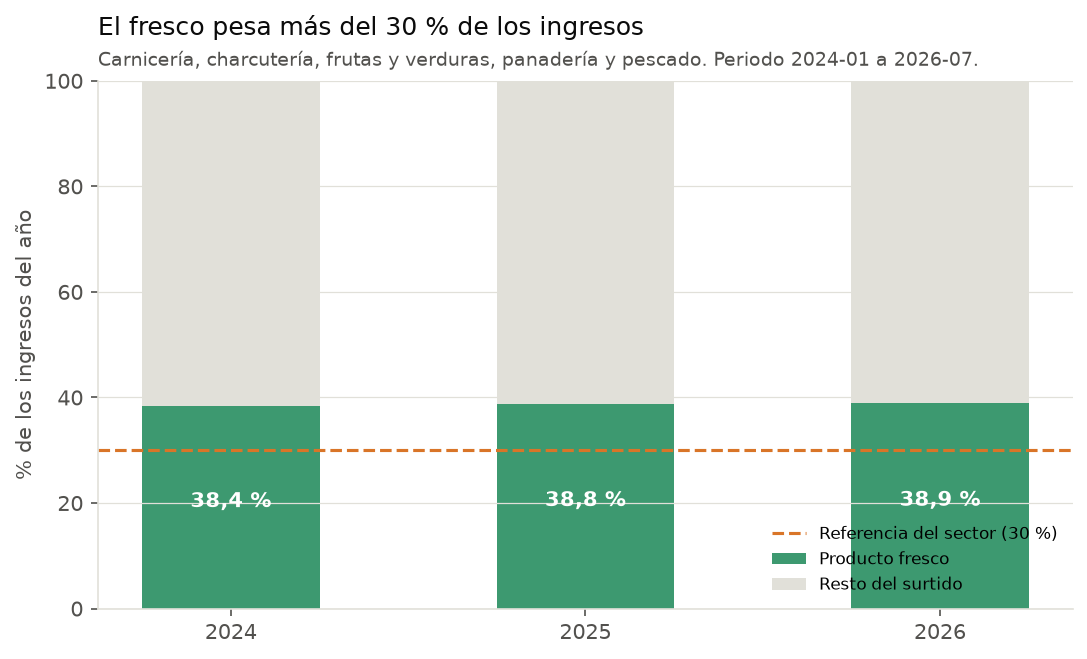 El fresco pesa más del 30 % de los ingresos
Carnicería, charcutería, frutas y verduras, panadería y pescado. Periodo 2024-01 a 2026-07.
% de los ingresos del año
100
80
60
40
20
0
38,4 %
38,8 %
38,9 %
Referencia del sector (30 %)
Producto fresco
Resto del surtido
2024
2025
2026